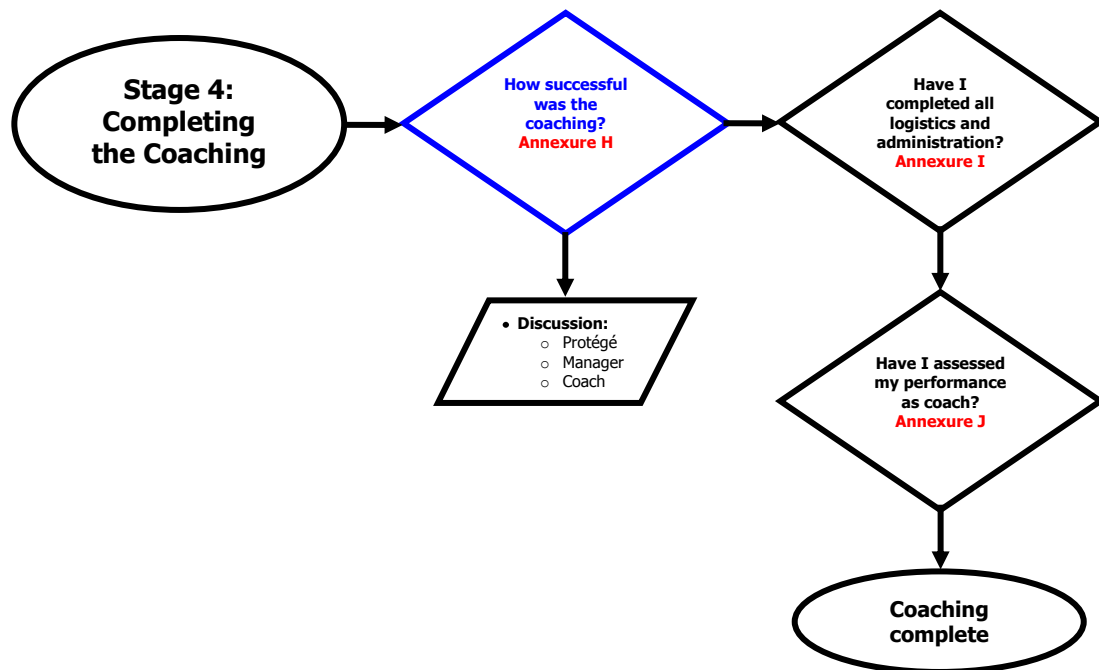 Stage 4:
Completing
the Coaching
How successful
was the
coaching?
Annexure H
Have I
completed all
logistics and
administration?
Annexure I
• Discussion:
o Protégé
o Manager
o Coach
Have I assessed
my performance
as coach?
Annexure J
Coaching
complete